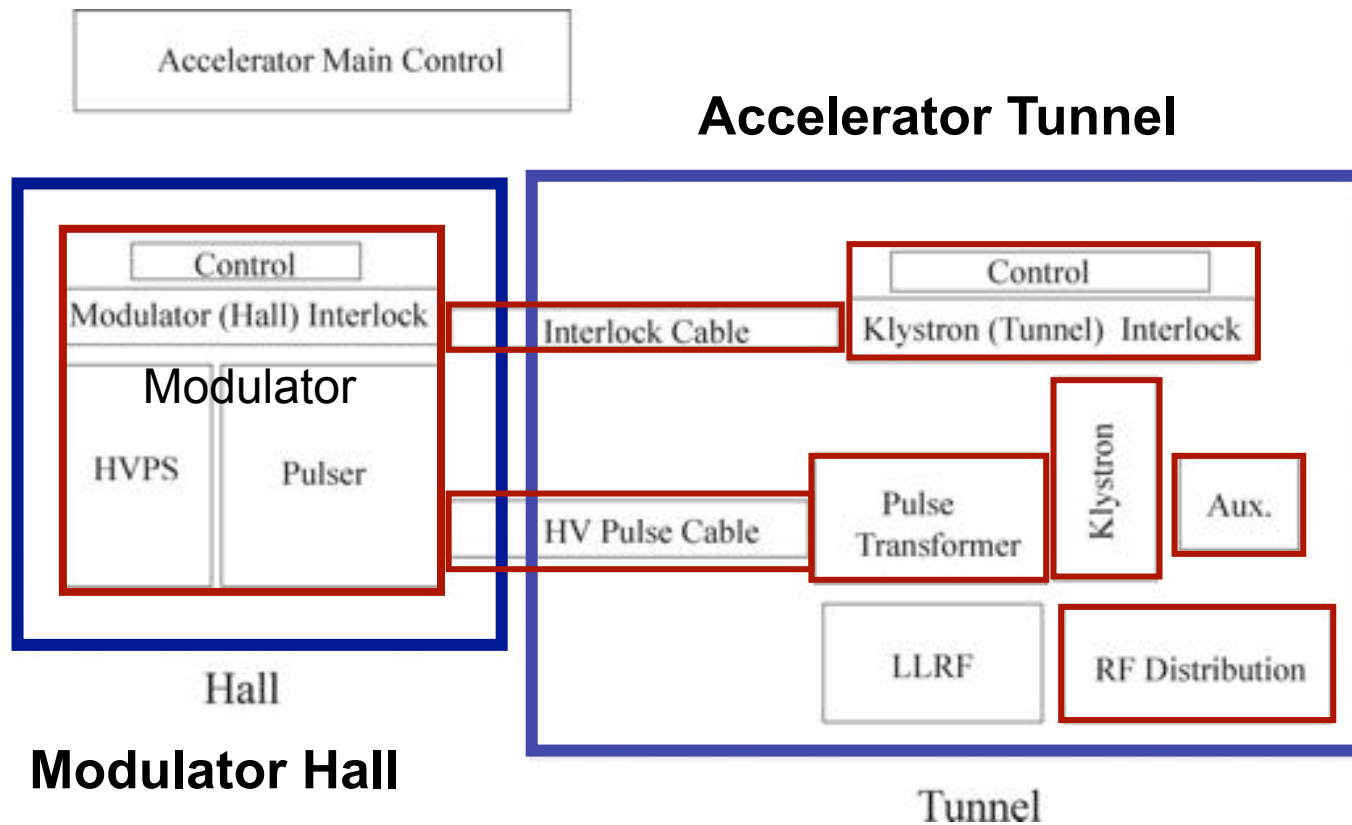 Accelerator Main Control
Accelerator Tunnel
Control
Modulator (Hall) Interlock
Modulator
HVPS
Pulser
Interlock Cable
HV Pulse Cable
Control
Klystron (Tunnel) Interlock
Klystron
Pulse
Transformer
Aux.
LLRF
RF Distribution
Hall
Modulator Hall
Tunnel